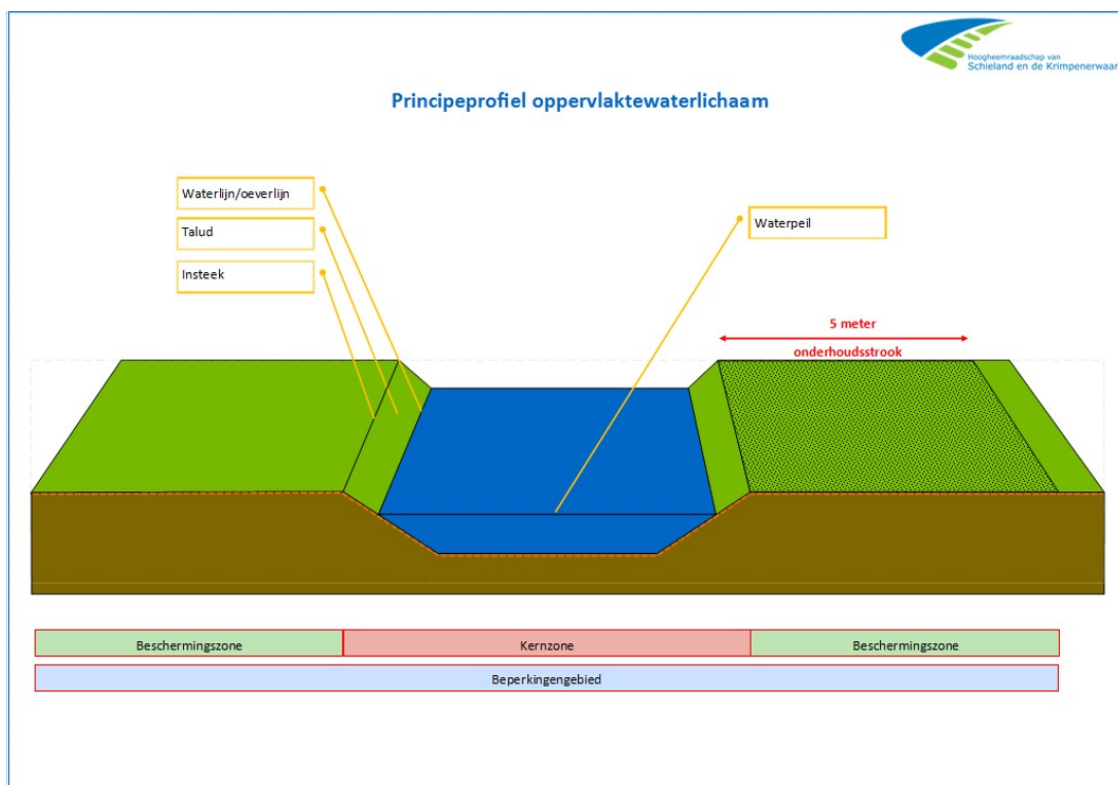 Hoogheemraadschap van
Schieland en de Krimpenerwaar
Principeprofiel oppervlaktewaterlichaam
Waterlijn/oeverlijn
Talud
Insteek
Waterpeil
5 meter
onderhoudsstrook
Beschermingszone
Kernzone
Beschermingszone
Beperkingengebied